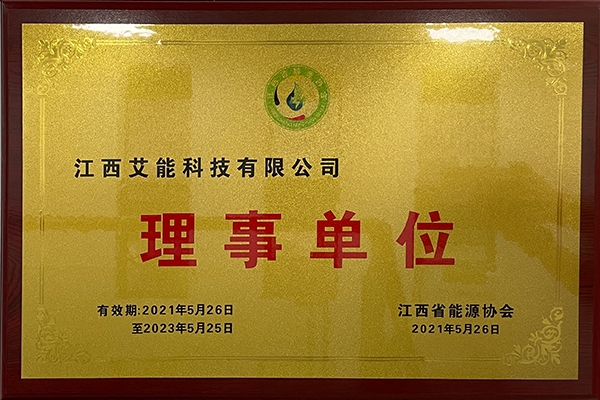 江西艾能科技有限公司
理事单位
有效期:2021年5月26日
至2023年5月25日
江西省能源协会
2021年5月26日